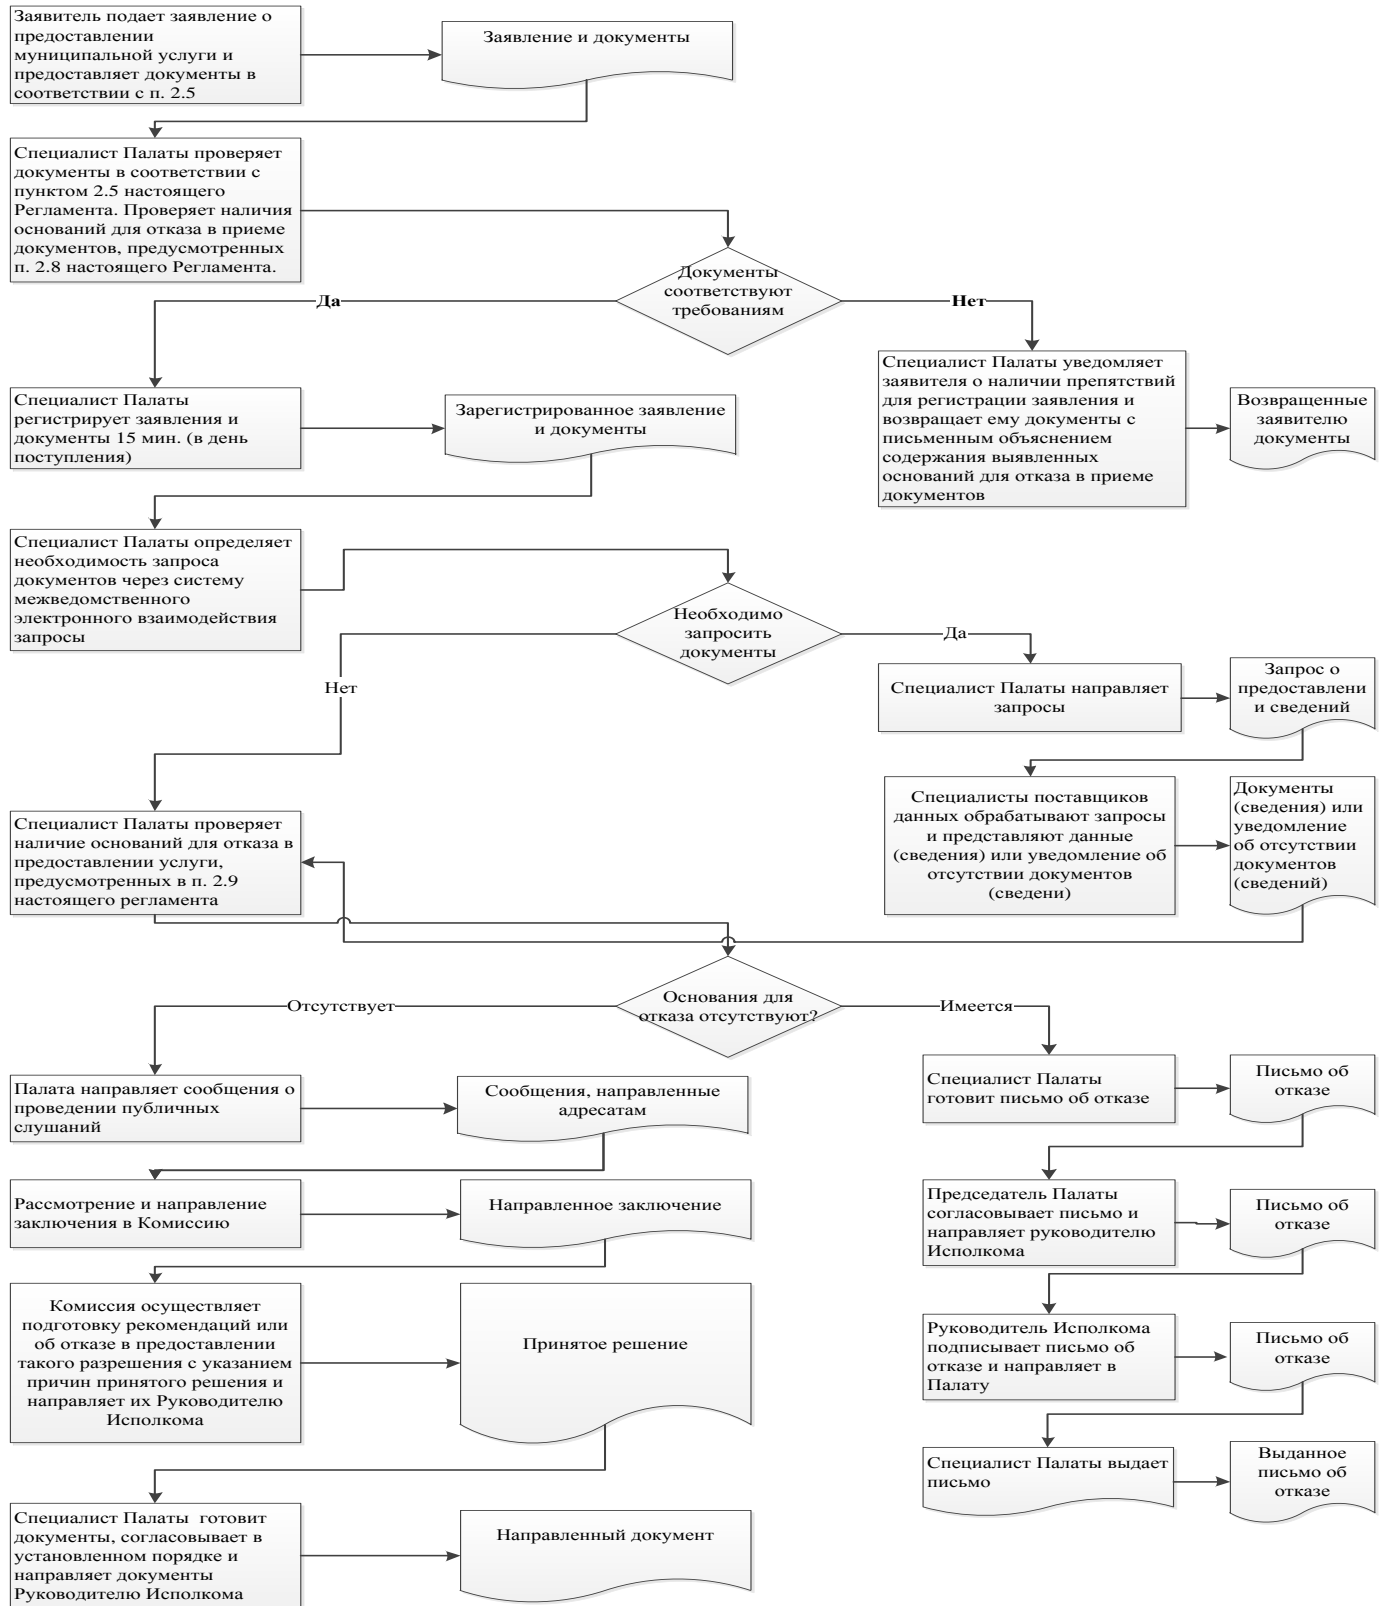 Заявитель подает заявление о
предоставлении
муниципальной услуги и
предоставляет документы в
соответствии с п. 2.5
Заявление и документы
Специалист Палаты проверяет
документы в соответствии с
пунктом 2.5 настоящего
Регламента. Проверяет наличия
оснований для отказа в приеме
документов, предусмотренных
п. 2.8 настоящего Регламента.
Документы
соответствуют
требованиям
Да
Нет
Специалист Палаты
регистрирует заявления и
документы 15 мин. (в день
поступления)
Зарегистрированное заявление
и документы
Специалист Палаты уведомляет
заявителя о наличии препятствий
для регистрации заявления и
возвращает ему документы с
письменным объяснением
содержания выявленных
оснований для отказа в приеме
документов
Возвращенные
заявителю
документы
Специалист Палаты определяет
необходимость запроса
документов через систему
межведомственного
электронного взаимодействия
запросы
Необходимо
запросить
документы
Да
Нет
Специалист Палаты направляет
запросы
Запрос о
предоставлени
и сведений
Специалисты поставщиков
данных обрабатывают запросы
и представляют данные
(сведения) или уведомление об
отсутствии документов
(сведени)
Документы
(сведения) или
уведомление
об отсутствии
документов
(сведений)
Специалист Палаты проверяет
наличие оснований для отказа в
предоставлении услуги,
предусмотренных в п. 2.9
настоящего регламента
Основания для
отказа отсутствуют?
Отсутствует
Имеется
Палата направляет сообщения о
проведении публичных
слушаний
Сообщения, направленные
адресатам
Специалист Палаты
готовит письмо об отказе
Письмо об
отказе
Рассмотрение и направление
заключения в Комиссию
Направленное заключение
Председатель Палаты
согласовывает письмо и
направляет руководителю
Исполкома
Письмо об
отказе
Комиссия осуществляет
подготовку рекомендаций или
об отказе в предоставлении
такого разрешения с указанием
причин принятого решения и
направляет их Руководителю
Исполкома
Принятое решение
Руководитель Исполкома
подписывает письмо об
отказе и направляет в
Палату
Письмо об
отказе
Специалист Палаты выдает
письмо
Выданное
письмо об
отказе
Специалист Палаты  готовит
документы, согласовывает в
установленном порядке и
направляет документы
Руководителю Исполкома
Направленный документ